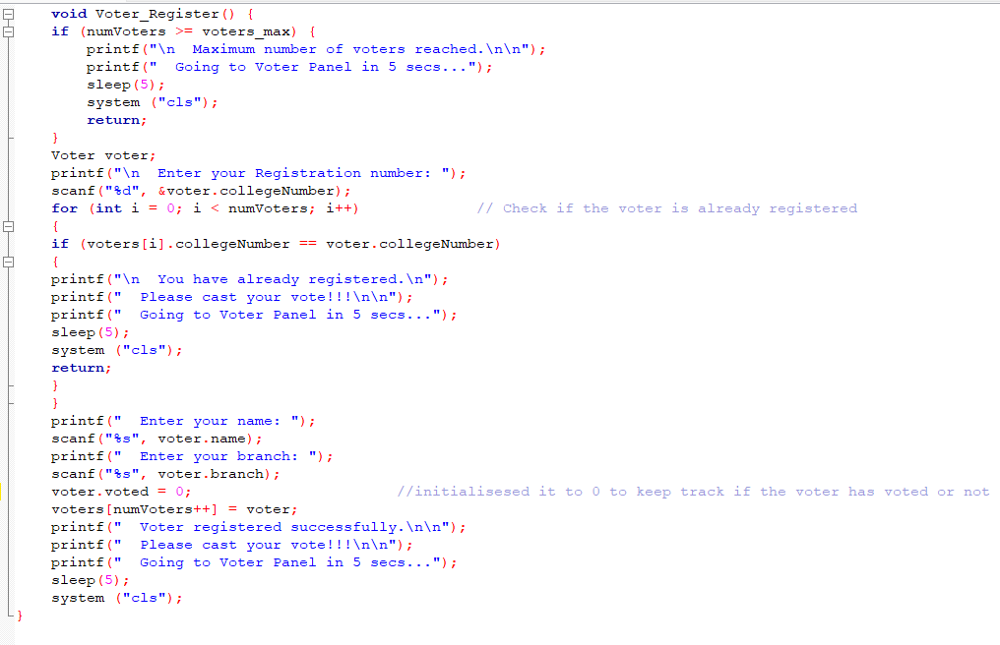 void Voter_Register() {
if (numVoters >= voters_max) {
printf("\n  Maximum number of voters reached.\n\n");
printf("  Going to Voter Panel in 5 secs...");
sleep(5);
system ("cls");
return;
}
Voter voter;
printf("\n  Enter your Registration number: ");
scanf("%d", &voter.collegeNumber);
for (int i = 0; i < numVoters; i++) // Check if the voter is already registered
{
if (voters[i].collegeNumber == voter.collegeNumber)
{
printf("\n  You have already registered.\n");
printf("  Please cast your vote!!!\n\n");
printf("  Going to Voter Panel in 5 secs...");
sleep(5);
system ("cls");
return;
}
}
printf("  Enter your name: ");
scanf("%s", voter.name);
printf("  Enter your branch: ");
scanf("%s", voter.branch);
voter.voted = 0; //initialisesed it to 0 to keep track if the voter has voted or not
voters[numVoters++] = voter;
printf("  Voter registered successfully.\n\n");
printf("  Please cast your vote!!!\n\n");
printf("  Going to Voter Panel in 5 secs...");
sleep(5);
system ("cls");
}